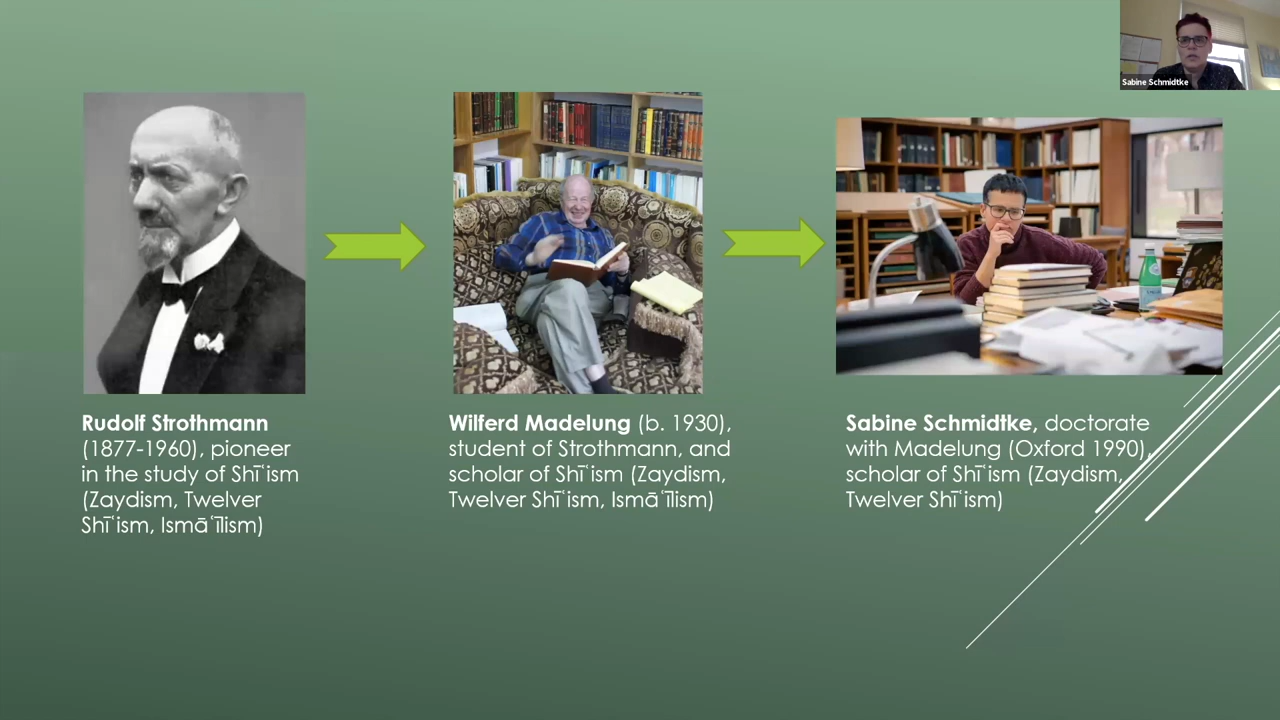 Sabine Schmidtke
Rudolf Strothmann
(1877-1960), pioneer
in the study of Shīʿism
(Zaydism, Twelver
Shīʿism, Ismāʿīlism)
Wilferd Madelung (b. 1930),
student of Strothmann, and
scholar of Shīʿism (Zaydism,
Twelver Shīʿism, Ismāʿīlism)
Sabine Schmidtke, doctorate
with Madelung (Oxford 1990),
scholar of Shīʿism (Zaydism,
Twelver Shīʿism)